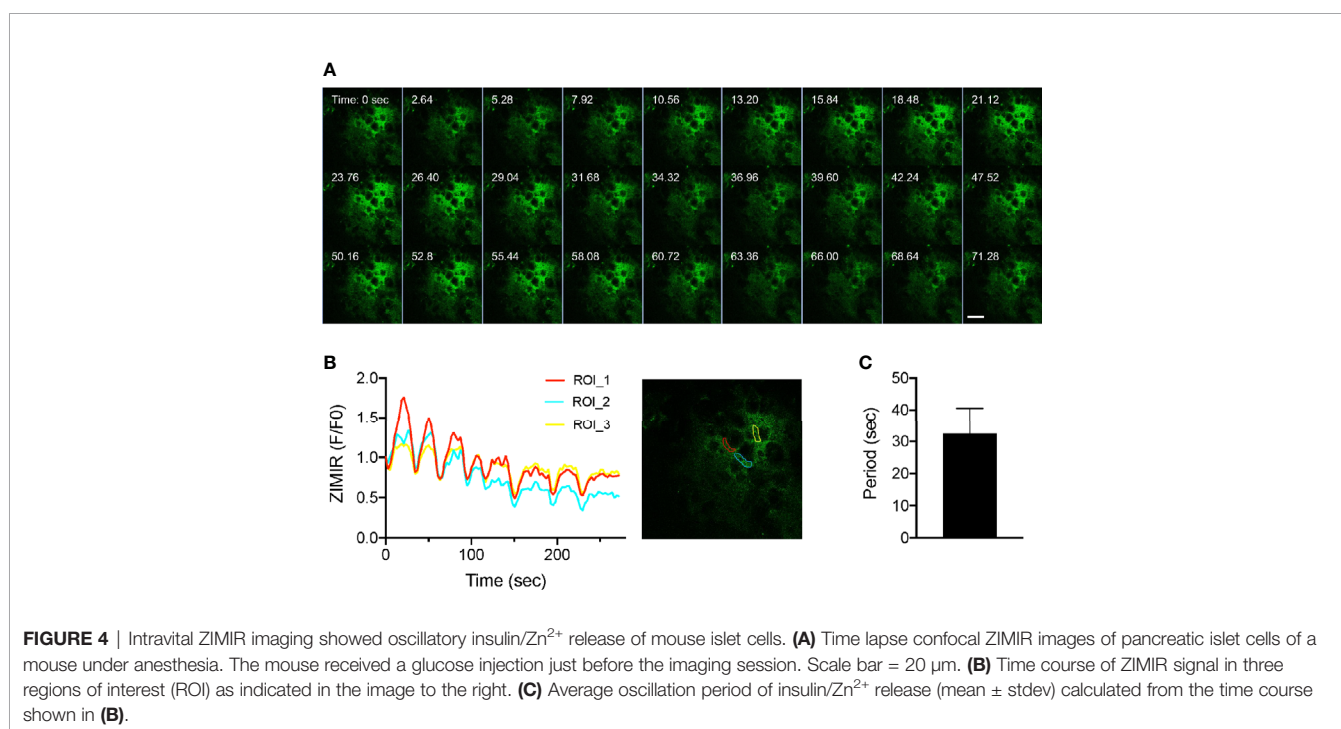 A
Time: 0 sec 2.64 5.28 7.92 10.56 13.20 15.84 18.48 21.12
23.76 26.40 29.04 31.68 34.32 36.96 39.60 42.24 47.52
50.16 52.8 55.44 58.08 60.72 63.36 66.00 68.64 71.28
B
ZIMIR (F/F0)
2.0
1.5
1.0
0.5
0.0
0 100 200
Time (sec)
ROI_1
ROI_2
ROI_3
C
Period (sec)
50
40
30
20
10
0
FIGURE 4 | Intravital ZIMIR imaging showed oscillatory insulin/Zn²⁺ release of mouse islet cells. (A) Time lapse confocal ZIMIR images of pancreatic islet cells of a
mouse under anesthesia. The mouse received a glucose injection just before the imaging session. Scale bar = 20 µm. (B) Time course of ZIMIR signal in three
regions of interest (ROI) as indicated in the image to the right. (C) Average oscillation period of insulin/Zn²⁺ release (mean ± stdev) calculated from the time course
shown in (B).